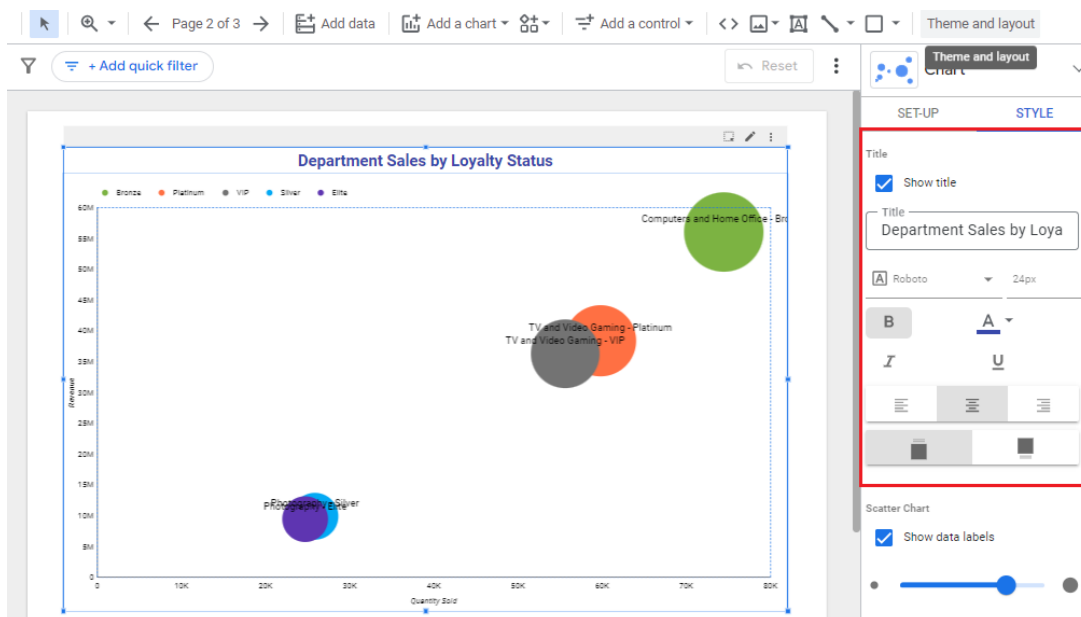 Page 2 of 3 Add data Add a chart Add a control Theme and layout
+ Add quick filter Reset Theme and layout
Chart
SET-UP STYLE
Department Sales by Loyalty Status
Bronze Platinum VIP Silver Elite
60M
55M
50M
45M
40M
35M
30M
25M
20M
15M
10M
5M
0
Revenue
Computers and Home Office - Bro
TV and Video Gaming - Platinum
TV and Video Gaming - VIP
Photography - Silver
Photography - Elite
0 10K 20K 30K 40K 50K 60K 70K 80K
Quantity Sold
Title
Show title
Title
Department Sales by Loya
A Roboto 24px
B A
I U
Scatter Chart
Show data labels